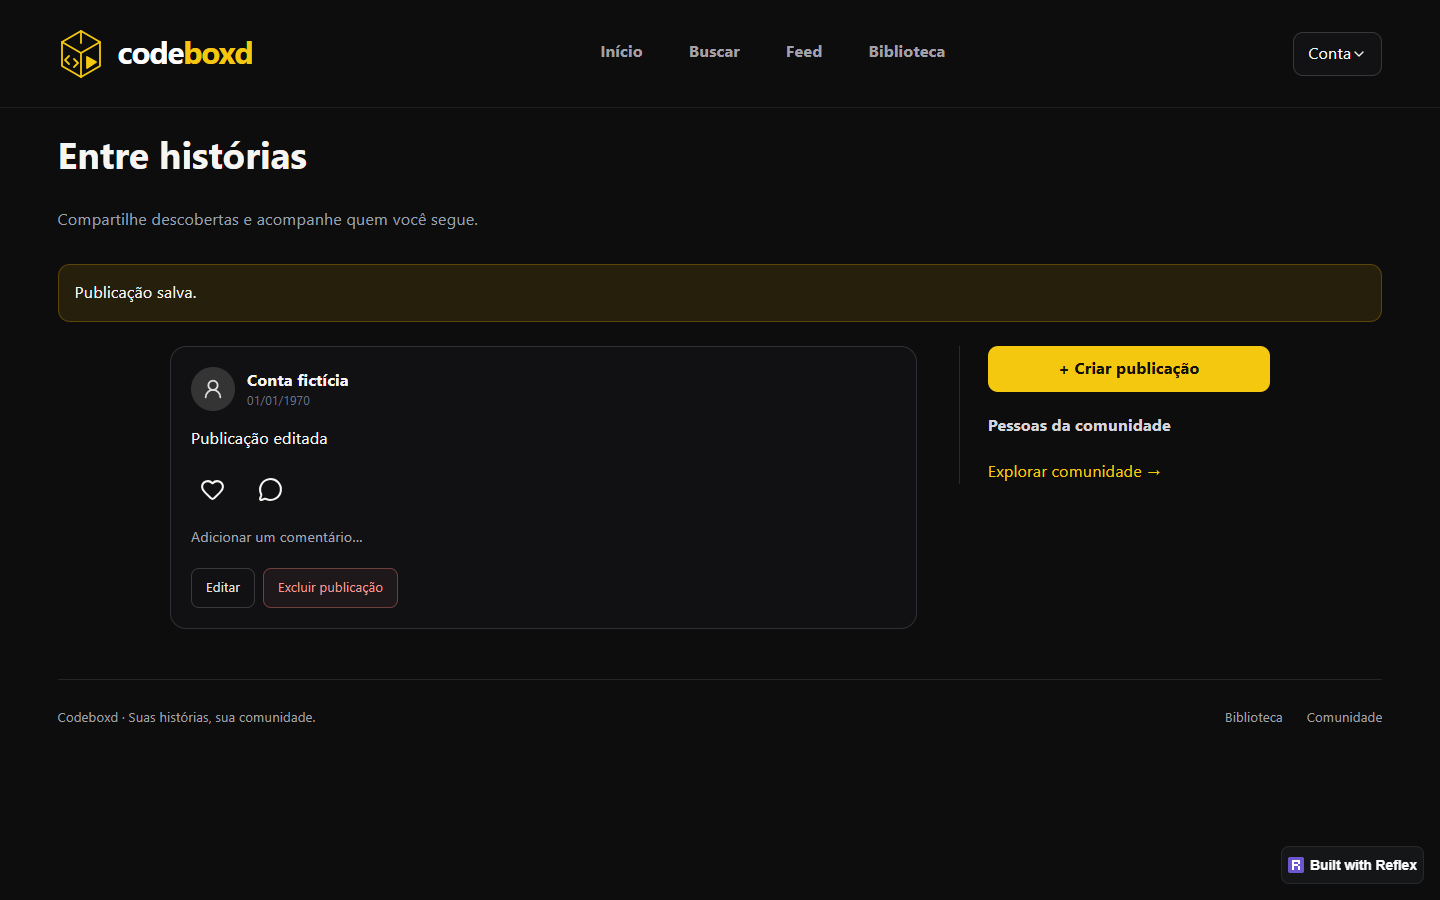 codeboxd
Início Buscar Feed Biblioteca
Conta
Entre histórias
Compartilhe descobertas e acompanhe quem você segue.
Publicação salva.
Conta fictícia
01/01/1970
Publicação editada
Adicionar um comentário...
Editar Excluir publicação
+ Criar publicação
Pessoas da comunidade
Explorar comunidade →
Codeboxd · Suas histórias, sua comunidade.
Biblioteca Comunidade
R Built with Reflex